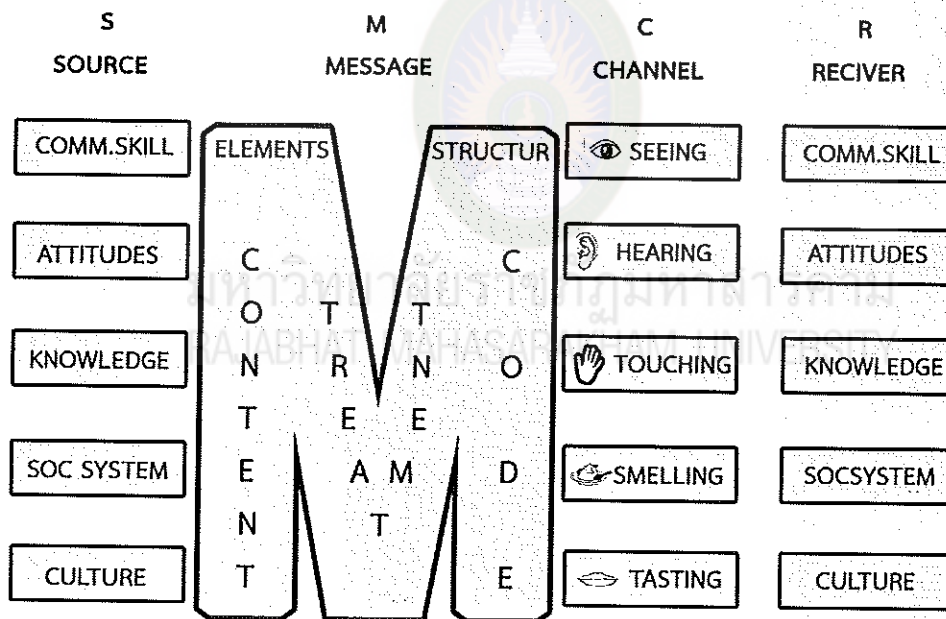 S M C R
SOURCE MESSAGE CHANNEL RECIVER
COMM.SKILL ELEMENTS STRUCTUR SEEING COMM.SKILL
ATTITUDES HEARING ATTITUDES
KNOWLEDGE TOUCHING KNOWLEDGE
SOC SYSTEM SMELLING SOCSYSTEM
CULTURE TASTING CULTURE
CONTENT
TREATMENT
CODE
มหาวิทยาลัยราชภัฏมหาสารคาม
RAJABHAT MAHASARAKHAM UNIVERSITY